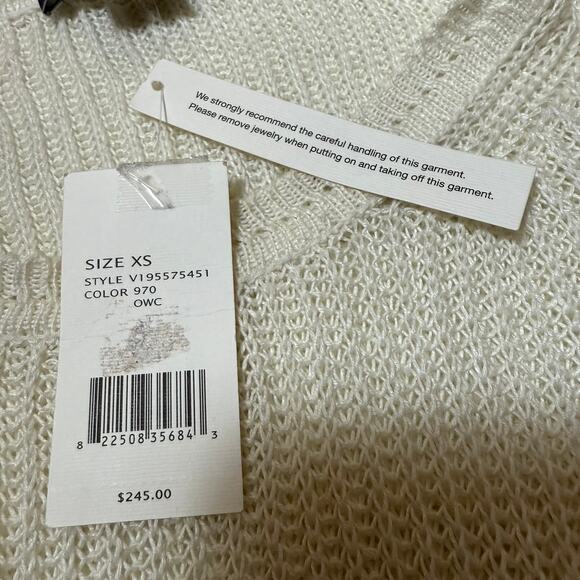 We strongly recommend the careful handling of this garment.
Please remove jewelry when putting on and taking off this garment.
SIZE XS
STYLE V195575451
COLOR 970
OWC
8 22508 35684 3
$245.00